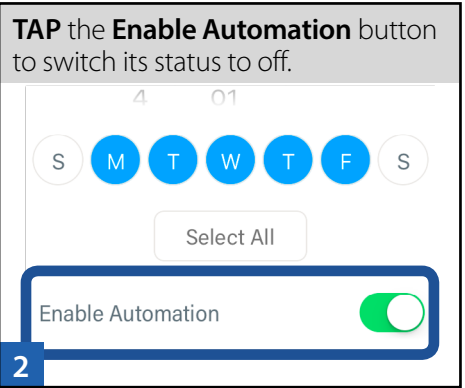 TAP the Enable Automation button
to switch its status to off.
4 01
S M T W T F S
Select All
Enable Automation
2